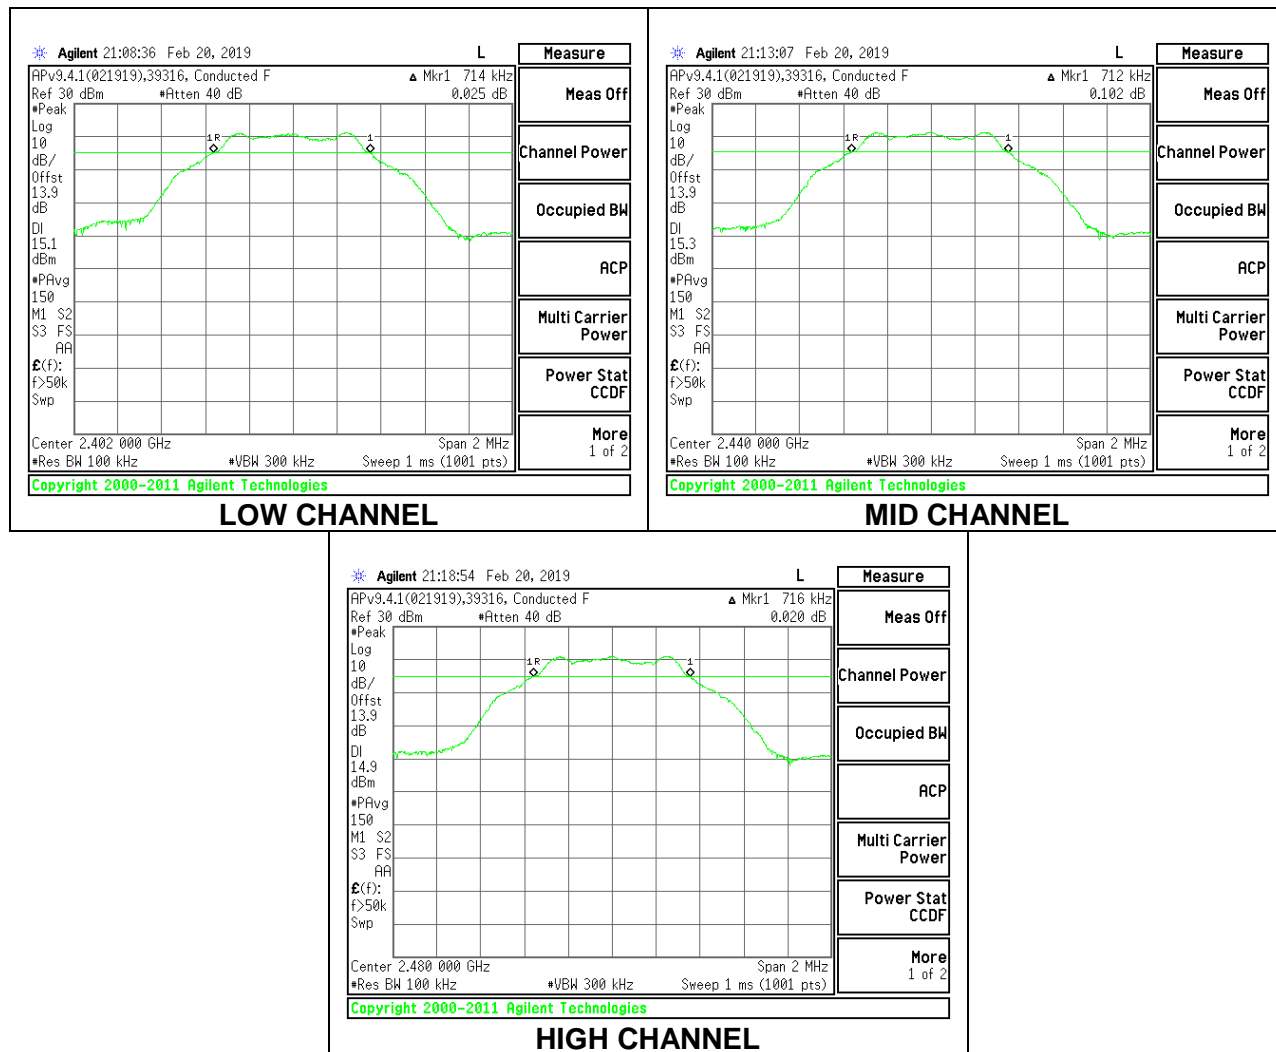 Agilent 21:08:36 Feb 20, 2019 L Measure
APv9.4.1(021919),39316, Conducted F ▲ Mkr1 714 kHz
Ref 30 dBm #Atten 40 dB 0.025 dB
Meas Off
#Peak
Log
10
dB/
Offst
13.9
dB
DI
15.1
dBm
#PAvg
150
M1 S2
S3 FS
AA
£(f):
f>50k
Swp
1R
1
Channel Power
Occupied BW
ACP
Multi Carrier
Power
Power Stat
CCDF
More
1 of 2
Center 2.402 000 GHz Span 2 MHz
#Res BW 100 kHz #VBW 300 kHz Sweep 1 ms (1001 pts)
Copyright 2000-2011 Agilent Technologies
LOW CHANNEL
Agilent 21:13:07 Feb 20, 2019 L Measure
APv9.4.1(021919),39316, Conducted F ▲ Mkr1 712 kHz
Ref 30 dBm #Atten 40 dB 0.102 dB
Meas Off
#Peak
Log
10
dB/
Offst
13.9
dB
DI
15.3
dBm
#PAvg
150
M1 S2
S3 FS
AA
£(f):
f>50k
Swp
1R
1
Channel Power
Occupied BW
ACP
Multi Carrier
Power
Power Stat
CCDF
More
1 of 2
Center 2.440 000 GHz Span 2 MHz
#Res BW 100 kHz #VBW 300 kHz Sweep 1 ms (1001 pts)
Copyright 2000-2011 Agilent Technologies
MID CHANNEL
Agilent 21:18:54 Feb 20, 2019 L Measure
APv9.4.1(021919),39316, Conducted F ▲ Mkr1 716 kHz
Ref 30 dBm #Atten 40 dB 0.020 dB
Meas Off
#Peak
Log
10
dB/
Offst
13.9
dB
DI
14.9
dBm
#PAvg
150
M1 S2
S3 FS
AA
£(f):
f>50k
Swp
1R
1
Channel Power
Occupied BW
ACP
Multi Carrier
Power
Power Stat
CCDF
More
1 of 2
Center 2.480 000 GHz Span 2 MHz
#Res BW 100 kHz #VBW 300 kHz Sweep 1 ms (1001 pts)
Copyright 2000-2011 Agilent Technologies
HIGH CHANNEL